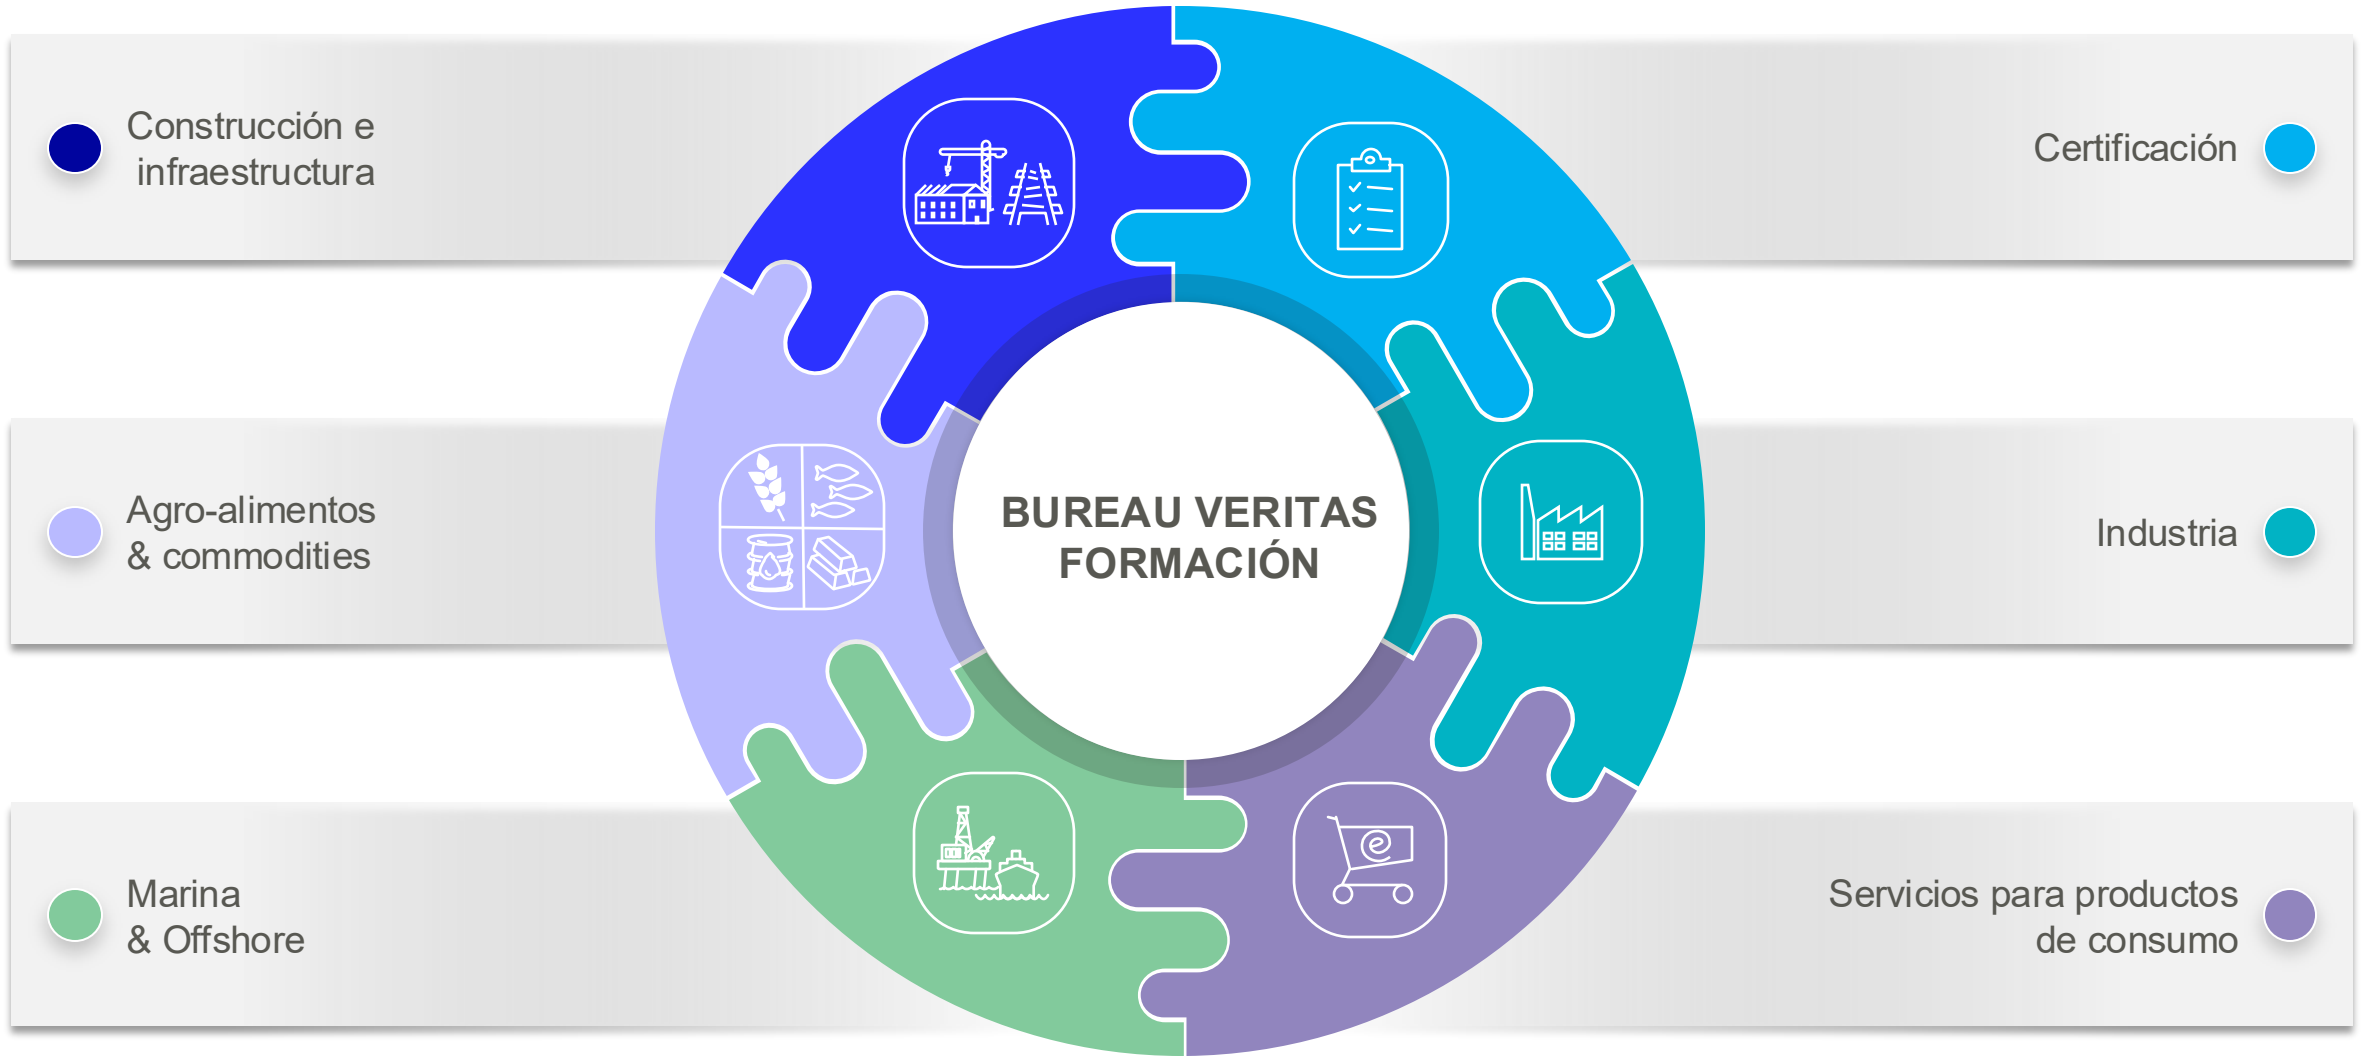 Construcción e
infraestructura
Agro-alimentos
& commodities
Marina
& Offshore
BUREAU VERITAS
FORMACIÓN
Certificación
Industria
Servicios para productos
de consumo